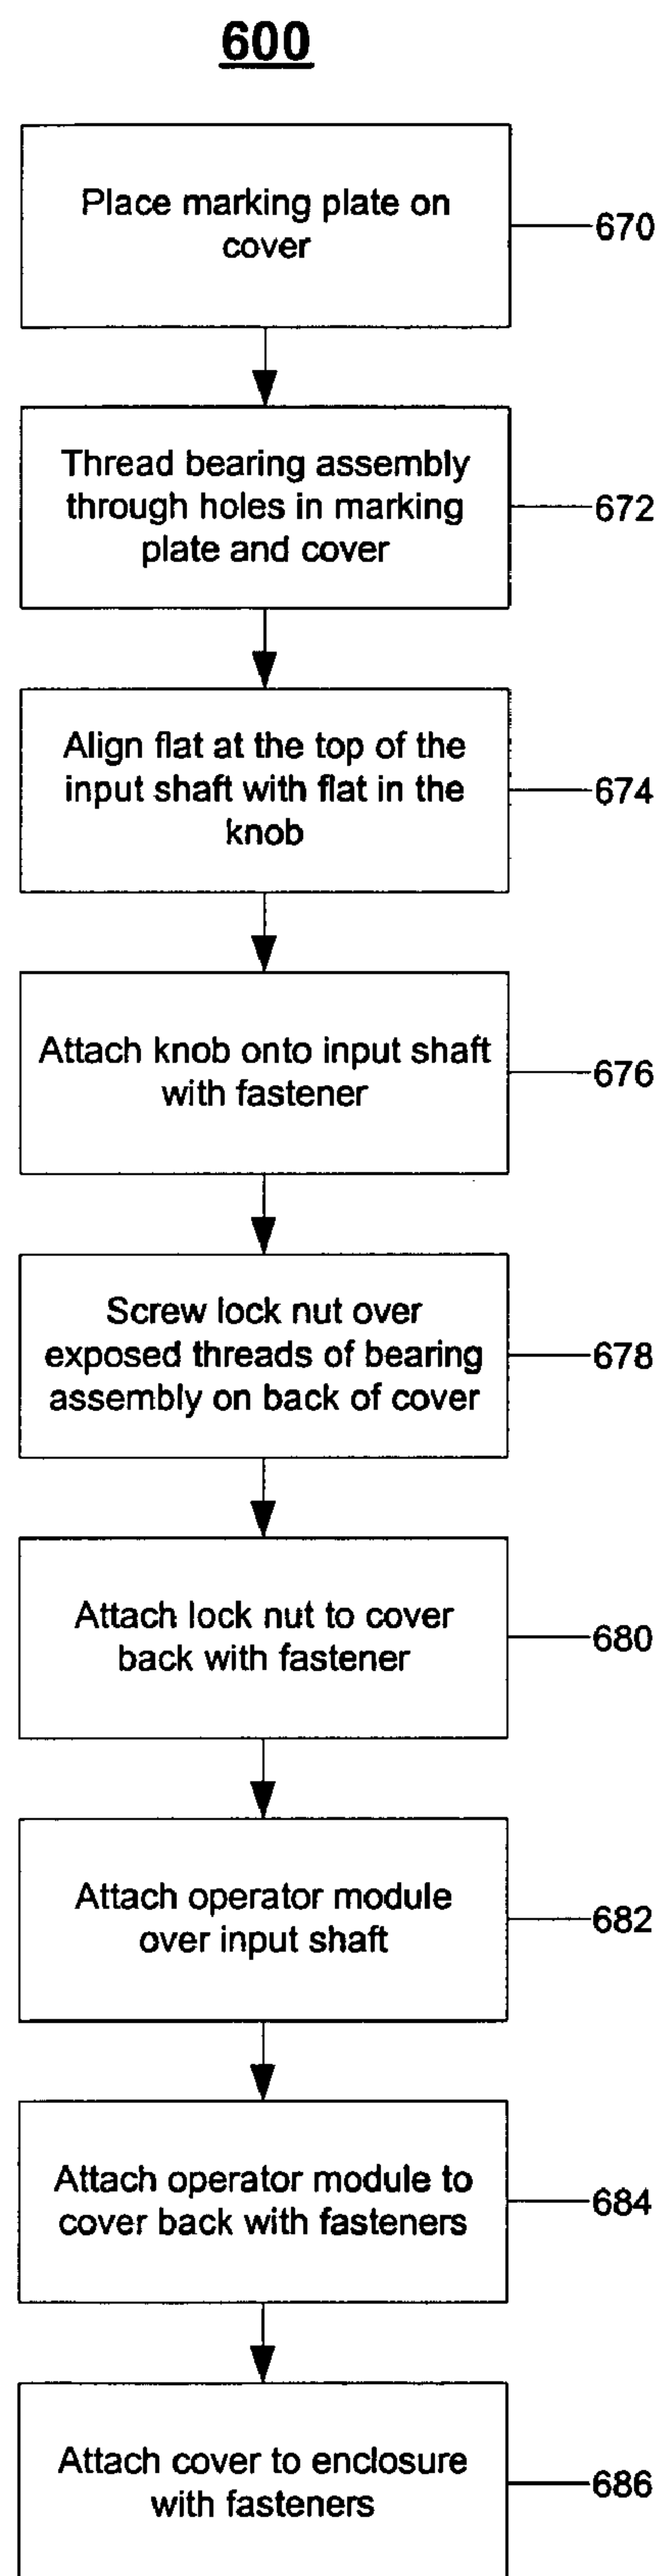 600
Place marking plate on
cover
670
Thread bearing assembly
through holes in marking
plate and cover
672
Align flat at the top of the
input shaft with flat in the
knob
674
Attach knob onto input shaft
with fastener
676
Screw lock nut over
exposed threads of bearing
assembly on back of cover
678
Attach lock nut to cover
back with fastener
680
Attach operator module
over input shaft
682
Attach operator module to
cover back with fasteners
684
Attach cover to enclosure
with fasteners
686